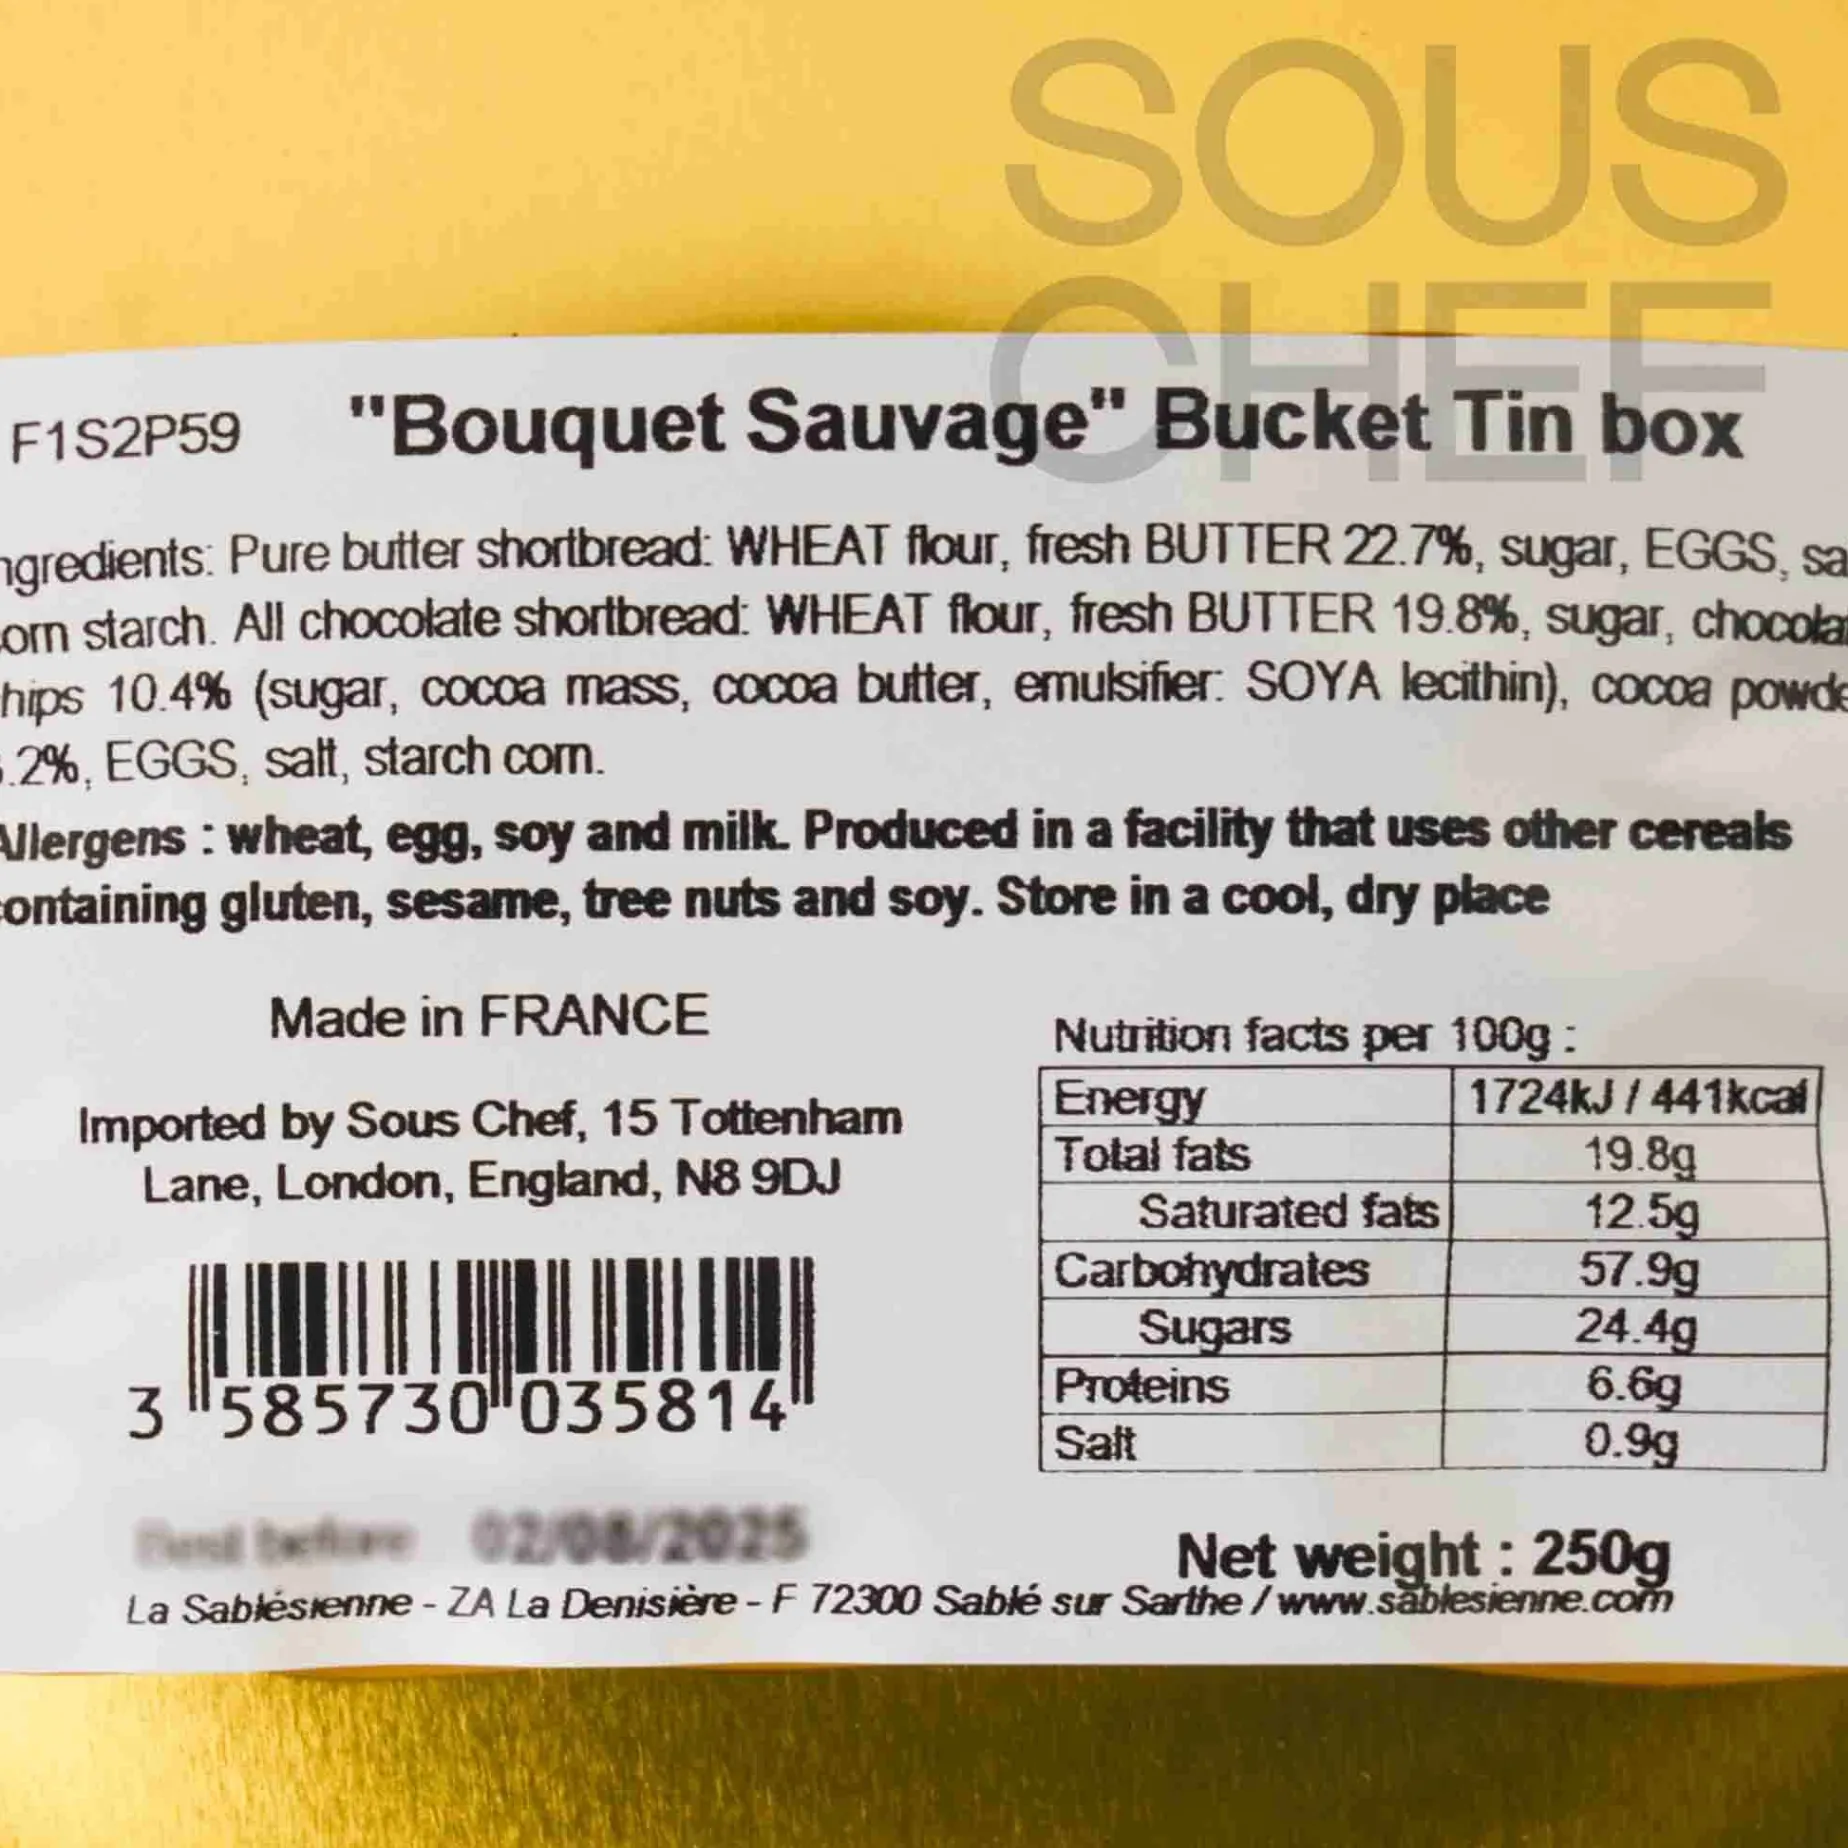 SOUS
CHEF
F1S2P59 "Bouquet Sauvage" Bucket Tin box
ngredients: Pure butter shortbread: WHEAT flour, fresh BUTTER 22.7%, sugar, EGGS, sa
orn starch. All chocolate shortbread: WHEAT flour, fresh BUTTER 19.8%, sugar, chocola
hips 10.4% (sugar, cocoa mass, cocoa butter, emulsifier: SOYA lecithin), cocoa powde
.2%, EGGS, salt, starch corn.
Allergens : wheat, egg, soy and milk. Produced in a facility that uses other cereals
containing gluten, sesame, tree nuts and soy. Store in a cool, dry place
Made in FRANCE
Imported by Sous Chef, 15 Tottenham
Lane, London, England, N8 9DJ
3 585730 035814
Nutrition facts per 100g :
Energy 1724kJ / 441kcal
Total fats 19.8g
Saturated fats 12.5g
Carbohydrates 57.9g
Sugars 24.4g
Proteins 6.6g
Salt 0.9g
Best before 02/08/2025
Net weight : 250g
La Sablésienne - ZA La Denisière - F 72300 Sablé sur Sarthe / www.sablesienne.com